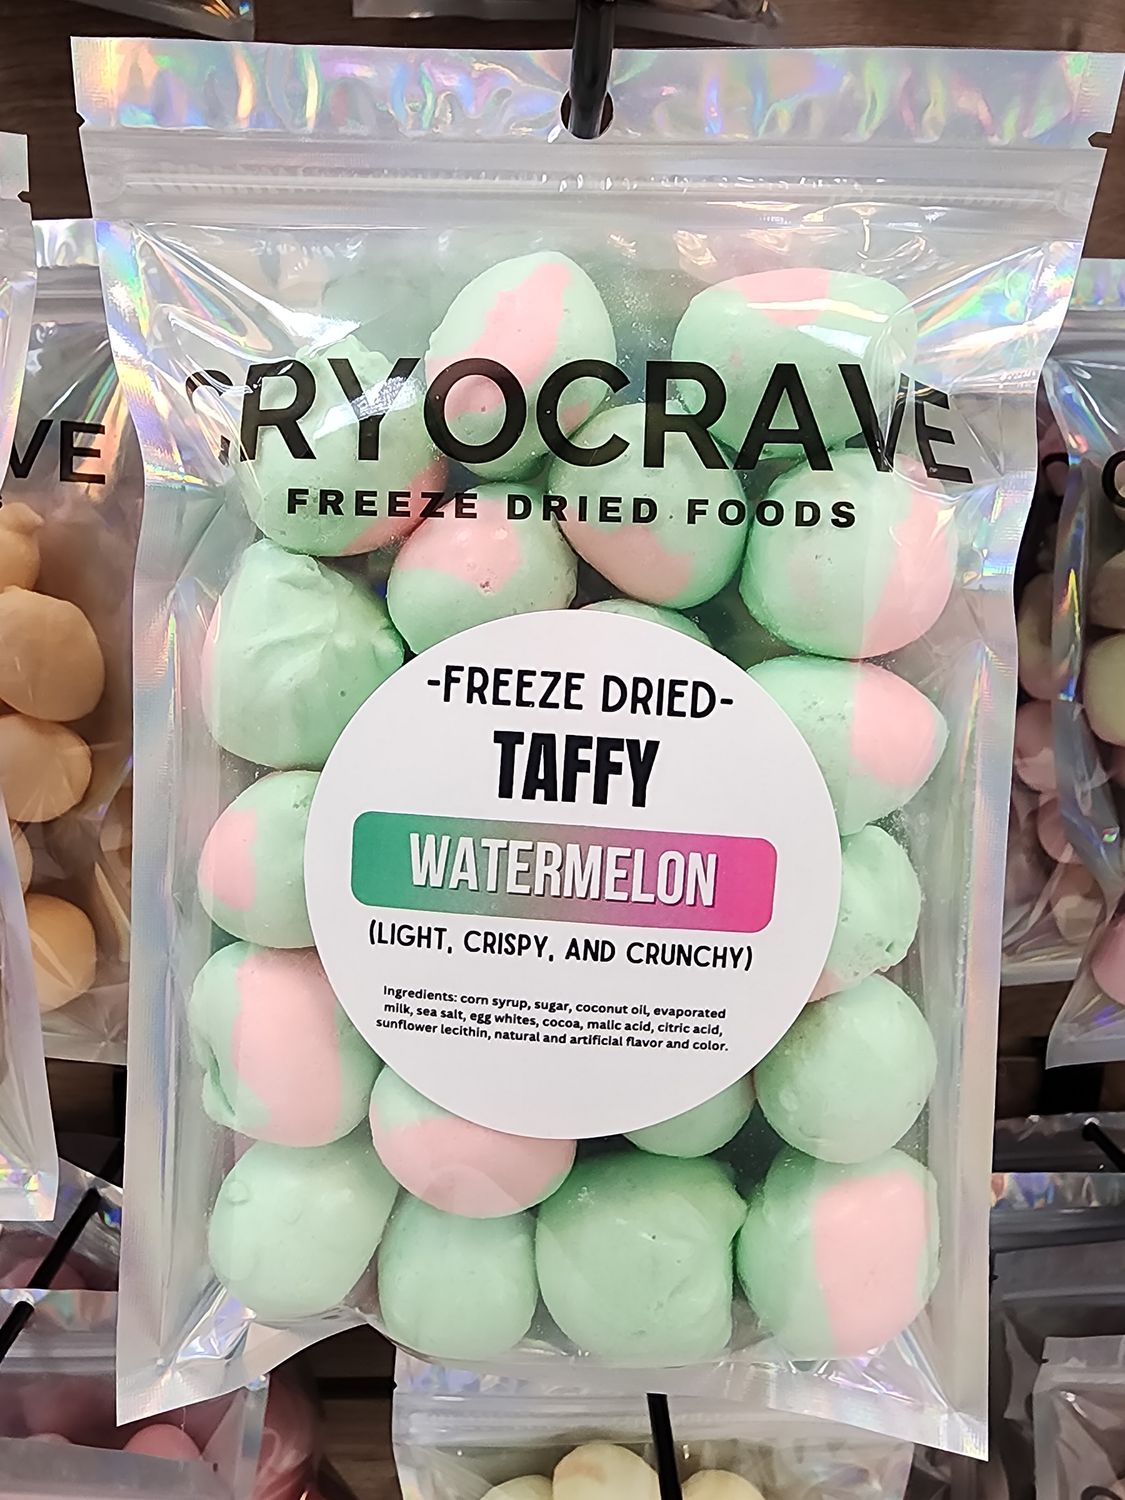 CRYOCRAVE
FREEZE DRIED FOODS
-FREEZE DRIED-
TAFFY
WATERMELON
(LIGHT, CRISPY, AND CRUNCHY)
Ingredients: corn syrup, sugar, coconut oil, evaporated
milk, sea salt, egg whites, cocoa, malic acid, citric acid,
sunflower lecithin, natural and artificial flavor and color.
VE